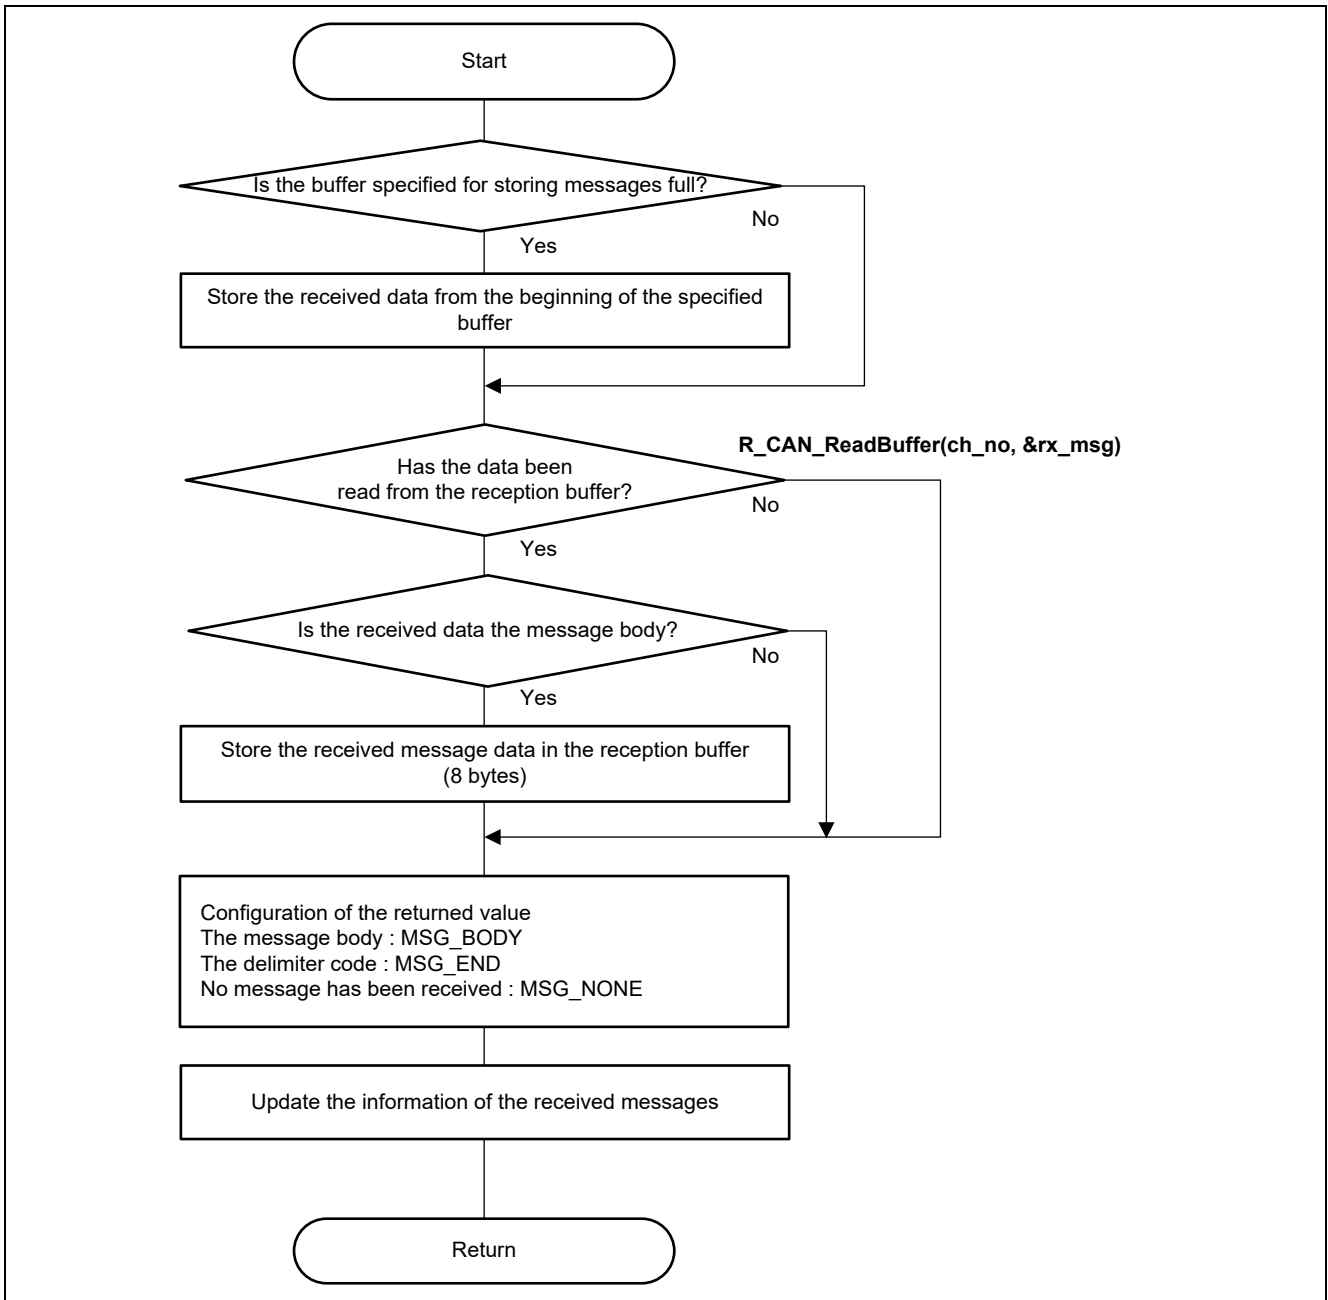 Start
Is the buffer specified for storing messages full?
No
Yes
Store the received data from the beginning of the specified
buffer
R_CAN_ReadBuffer(ch_no, &rx_msg)
Has the data been
read from the reception buffer?
No
Yes
Is the received data the message body?
No
Yes
Store the received message data in the reception buffer
(8 bytes)
Configuration of the returned value
The message body : MSG_BODY
The delimiter code : MSG_END
No message has been received : MSG_NONE
Update the information of the received messages
Return